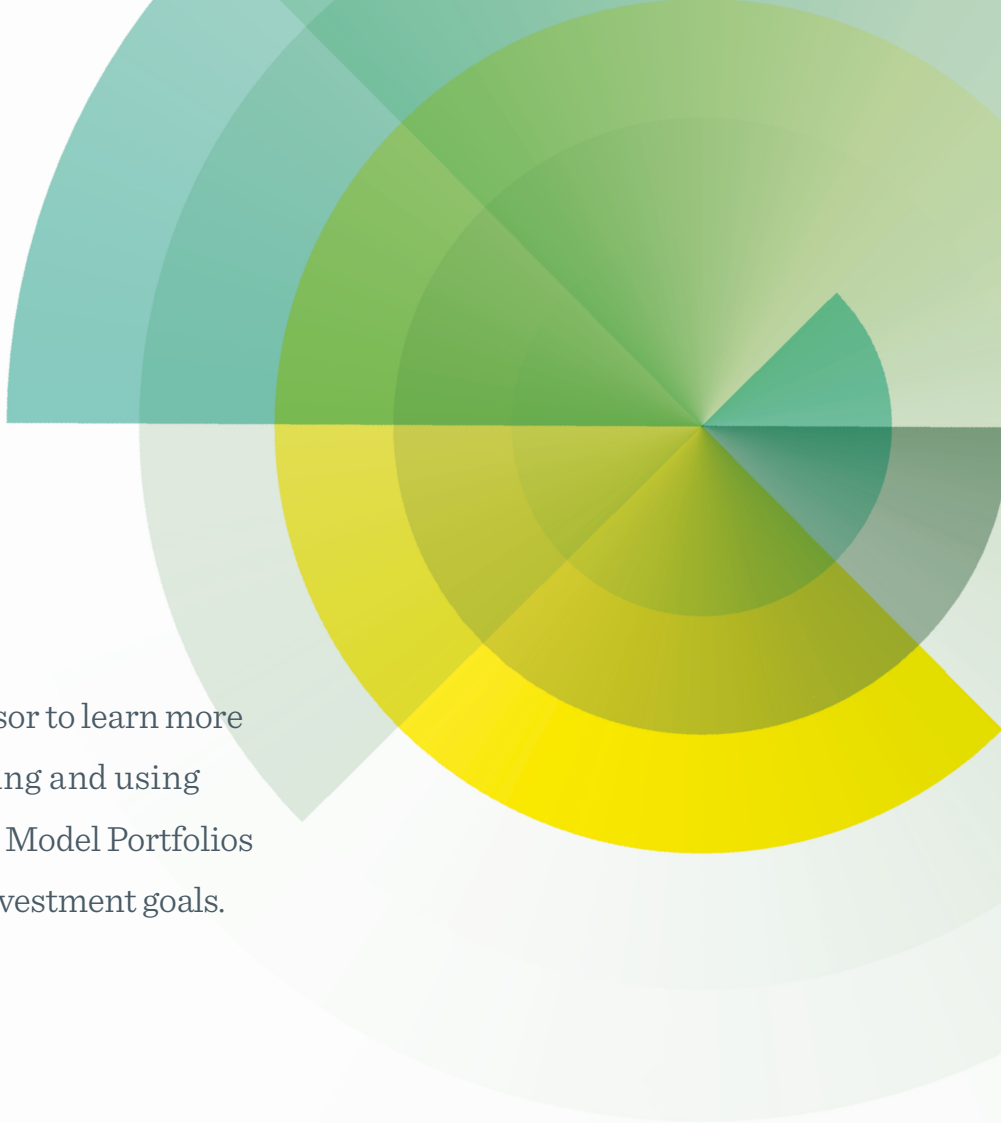 sor to learn more
ng and using
Model Portfolios
vestment goals.